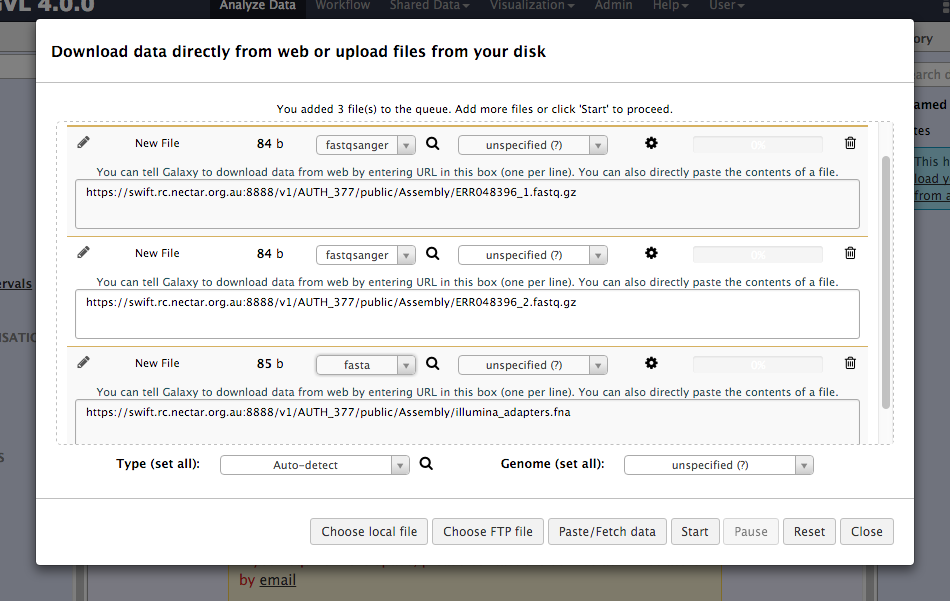 GVL 4.0.0 Analyze Data Workflow Shared Data Visualization Admin Help User
Download data directly from web or upload files from your disk
You added 3 file(s) to the queue. Add more files or click 'Start' to proceed.
New File 84 b fastqsanger unspecified (?) 0%
You can tell Galaxy to download data from web by entering URL in this box (one per line). You can also directly paste the contents of a file.
https://swift.rc.nectar.org.au:8888/v1/AUTH_377/public/Assembly/ERR048396_1.fastq.gz
New File 84 b fastqsanger unspecified (?) 0%
You can tell Galaxy to download data from web by entering URL in this box (one per line). You can also directly paste the contents of a file.
https://swift.rc.nectar.org.au:8888/v1/AUTH_377/public/Assembly/ERR048396_2.fastq.gz
New File 85 b fasta unspecified (?) 0%
You can tell Galaxy to download data from web by entering URL in this box (one per line). You can also directly paste the contents of a file.
https://swift.rc.nectar.org.au:8888/v1/AUTH_377/public/Assembly/illumina_adapters.fna
Type (set all): Auto-detect Genome (set all): unspecified (?)
Choose local file Choose FTP file Paste/Fetch data Start Pause Reset Close
ory
arch
amed
tes
This h
load y
from a
ervals
ISATIO
S
by email